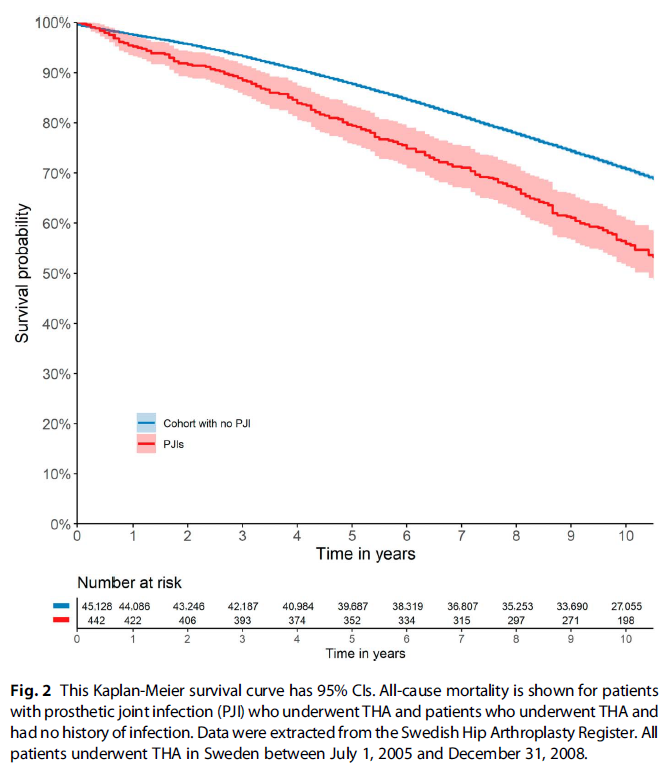 100%
90%
80%
70%
60%
50%
40%
30%
20%
10%
0%
Survival probability
Cohort with no PJI
PJIs
0 1 2 3 4 5 6 7 8 9 10
Time in years
Number at risk
45.128 44.086 43.246 42.187 40.984 39.687 38.319 36.807 35.253 33.690 27.055
442 422 406 393 374 352 334 315 297 271 198
0 1 2 3 4 5 6 7 8 9 10
Time in years
Fig. 2 This Kaplan-Meier survival curve has 95% CIs. All-cause mortality is shown for patients
with prosthetic joint infection (PJI) who underwent THA and patients who underwent THA and
had no history of infection. Data were extracted from the Swedish Hip Arthroplasty Register. All
patients underwent THA in Sweden between July 1, 2005 and December 31, 2008.